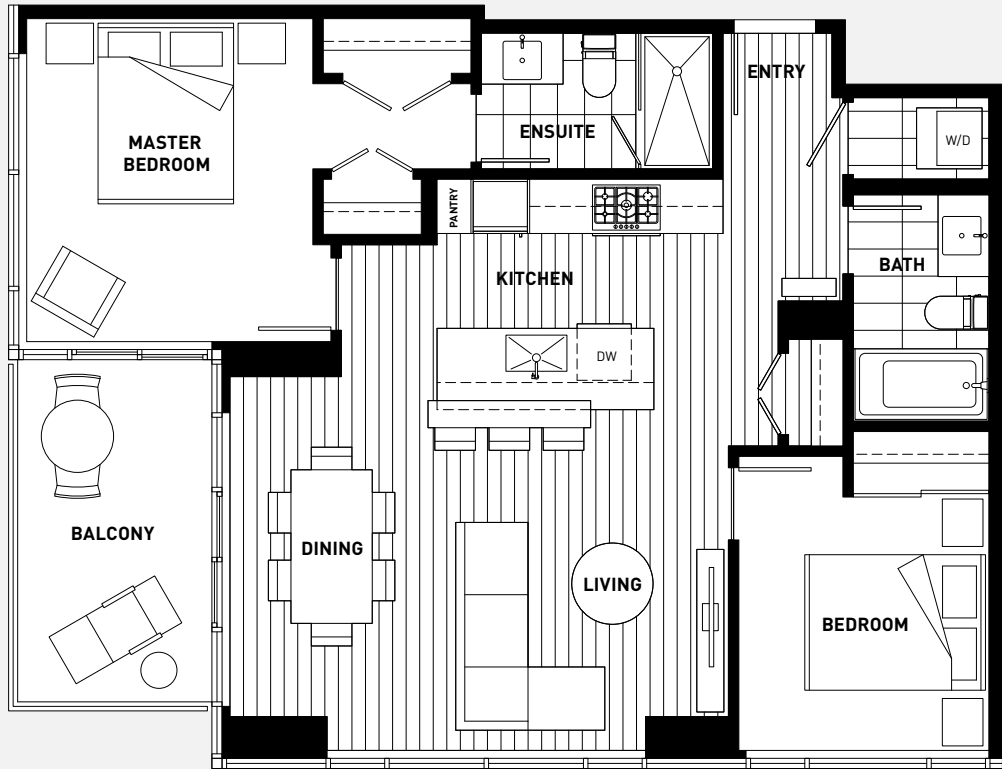 ENTRY
MASTER
BEDROOM
ENSUITE
W/D
PANTRY
KITCHEN
BATH
DW
BALCONY
DINING
LIVING
BEDROOM